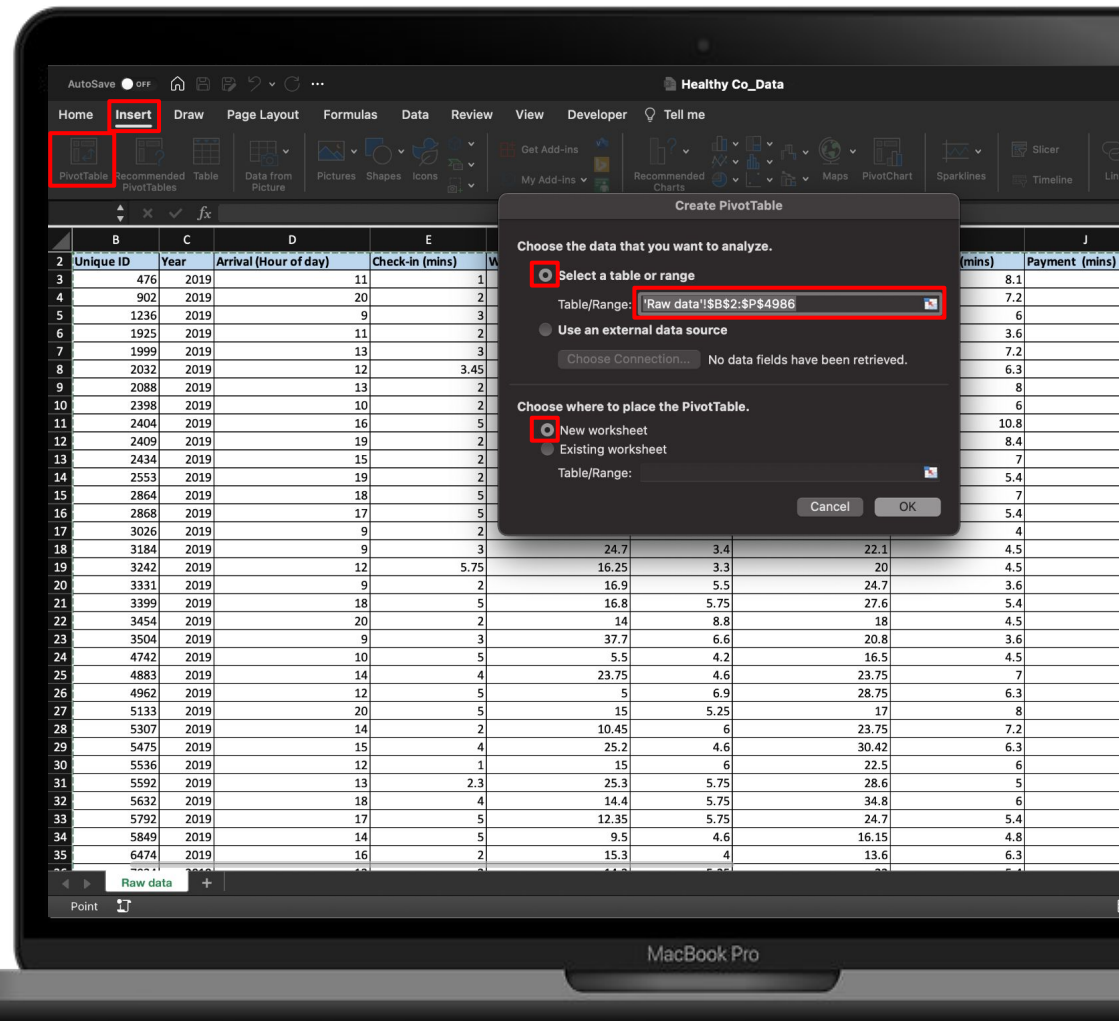 AutoSave OFF ... Healthy Co_Data
Home Insert Draw Page Layout Formulas Data Review View Developer Tell me
PivotTable Recommended PivotTables Table Data from Picture Pictures Shapes Icons Get Add-ins My Add-ins Recommended Charts Maps PivotChart Sparklines Slicer Timeline
fx
Create PivotTable
Choose the data that you want to analyze.
Select a table or range
Table/Range: 'Raw data'!$B$2:$P$4986
Use an external data source
Choose Connection... No data fields have been retrieved.
Choose where to place the PivotTable.
New worksheet
Existing worksheet
Table/Range:
Cancel OK
B C D E J
2 Unique ID Year Arrival (Hour of day) Check-in (mins) W (mins) Payment (mins)
3 476 2019 11 1 8.1
4 902 2019 20 2 7.2
5 1236 2019 9 3 6
6 1925 2019 11 2 3.6
7 1999 2019 13 3 7.2
8 2032 2019 12 3.45 6.3
9 2088 2019 13 2 8
10 2398 2019 10 2 6
11 2404 2019 16 5 10.8
12 2409 2019 19 2 8.4
13 2434 2019 15 2 7
14 2553 2019 19 2 5.4
15 2864 2019 18 5 7
16 2868 2019 17 5 5.4
17 3026 2019 9 2 4
18 3184 2019 9 3 24.7 3.4 22.1 4.5
19 3242 2019 12 5.75 16.25 3.3 20 4.5
20 3331 2019 9 2 16.9 5.5 24.7 3.6
21 3399 2019 18 5 16.8 5.75 27.6 5.4
22 3454 2019 20 2 14 8.8 18 4.5
23 3504 2019 9 3 37.7 6.6 20.8 3.6
24 4742 2019 10 5 5.5 4.2 16.5 4.5
25 4883 2019 14 4 23.75 4.6 23.75 7
26 4962 2019 12 5 5 6.9 28.75 6.3
27 5133 2019 20 5 15 5.25 17 8
28 5307 2019 14 2 10.45 6 23.75 7.2
29 5475 2019 15 4 25.2 4.6 30.42 6.3
30 5536 2019 12 1 15 6 22.5 6
31 5592 2019 13 2.3 25.3 5.75 28.6 5
32 5632 2019 18 4 14.4 5.75 34.8 6
33 5792 2019 17 5 12.35 5.75 24.7 5.4
34 5849 2019 14 5 9.5 4.6 16.15 4.8
35 6474 2019 16 2 15.3 4 13.6 6.3
Raw data +
Point
MacBook Pro